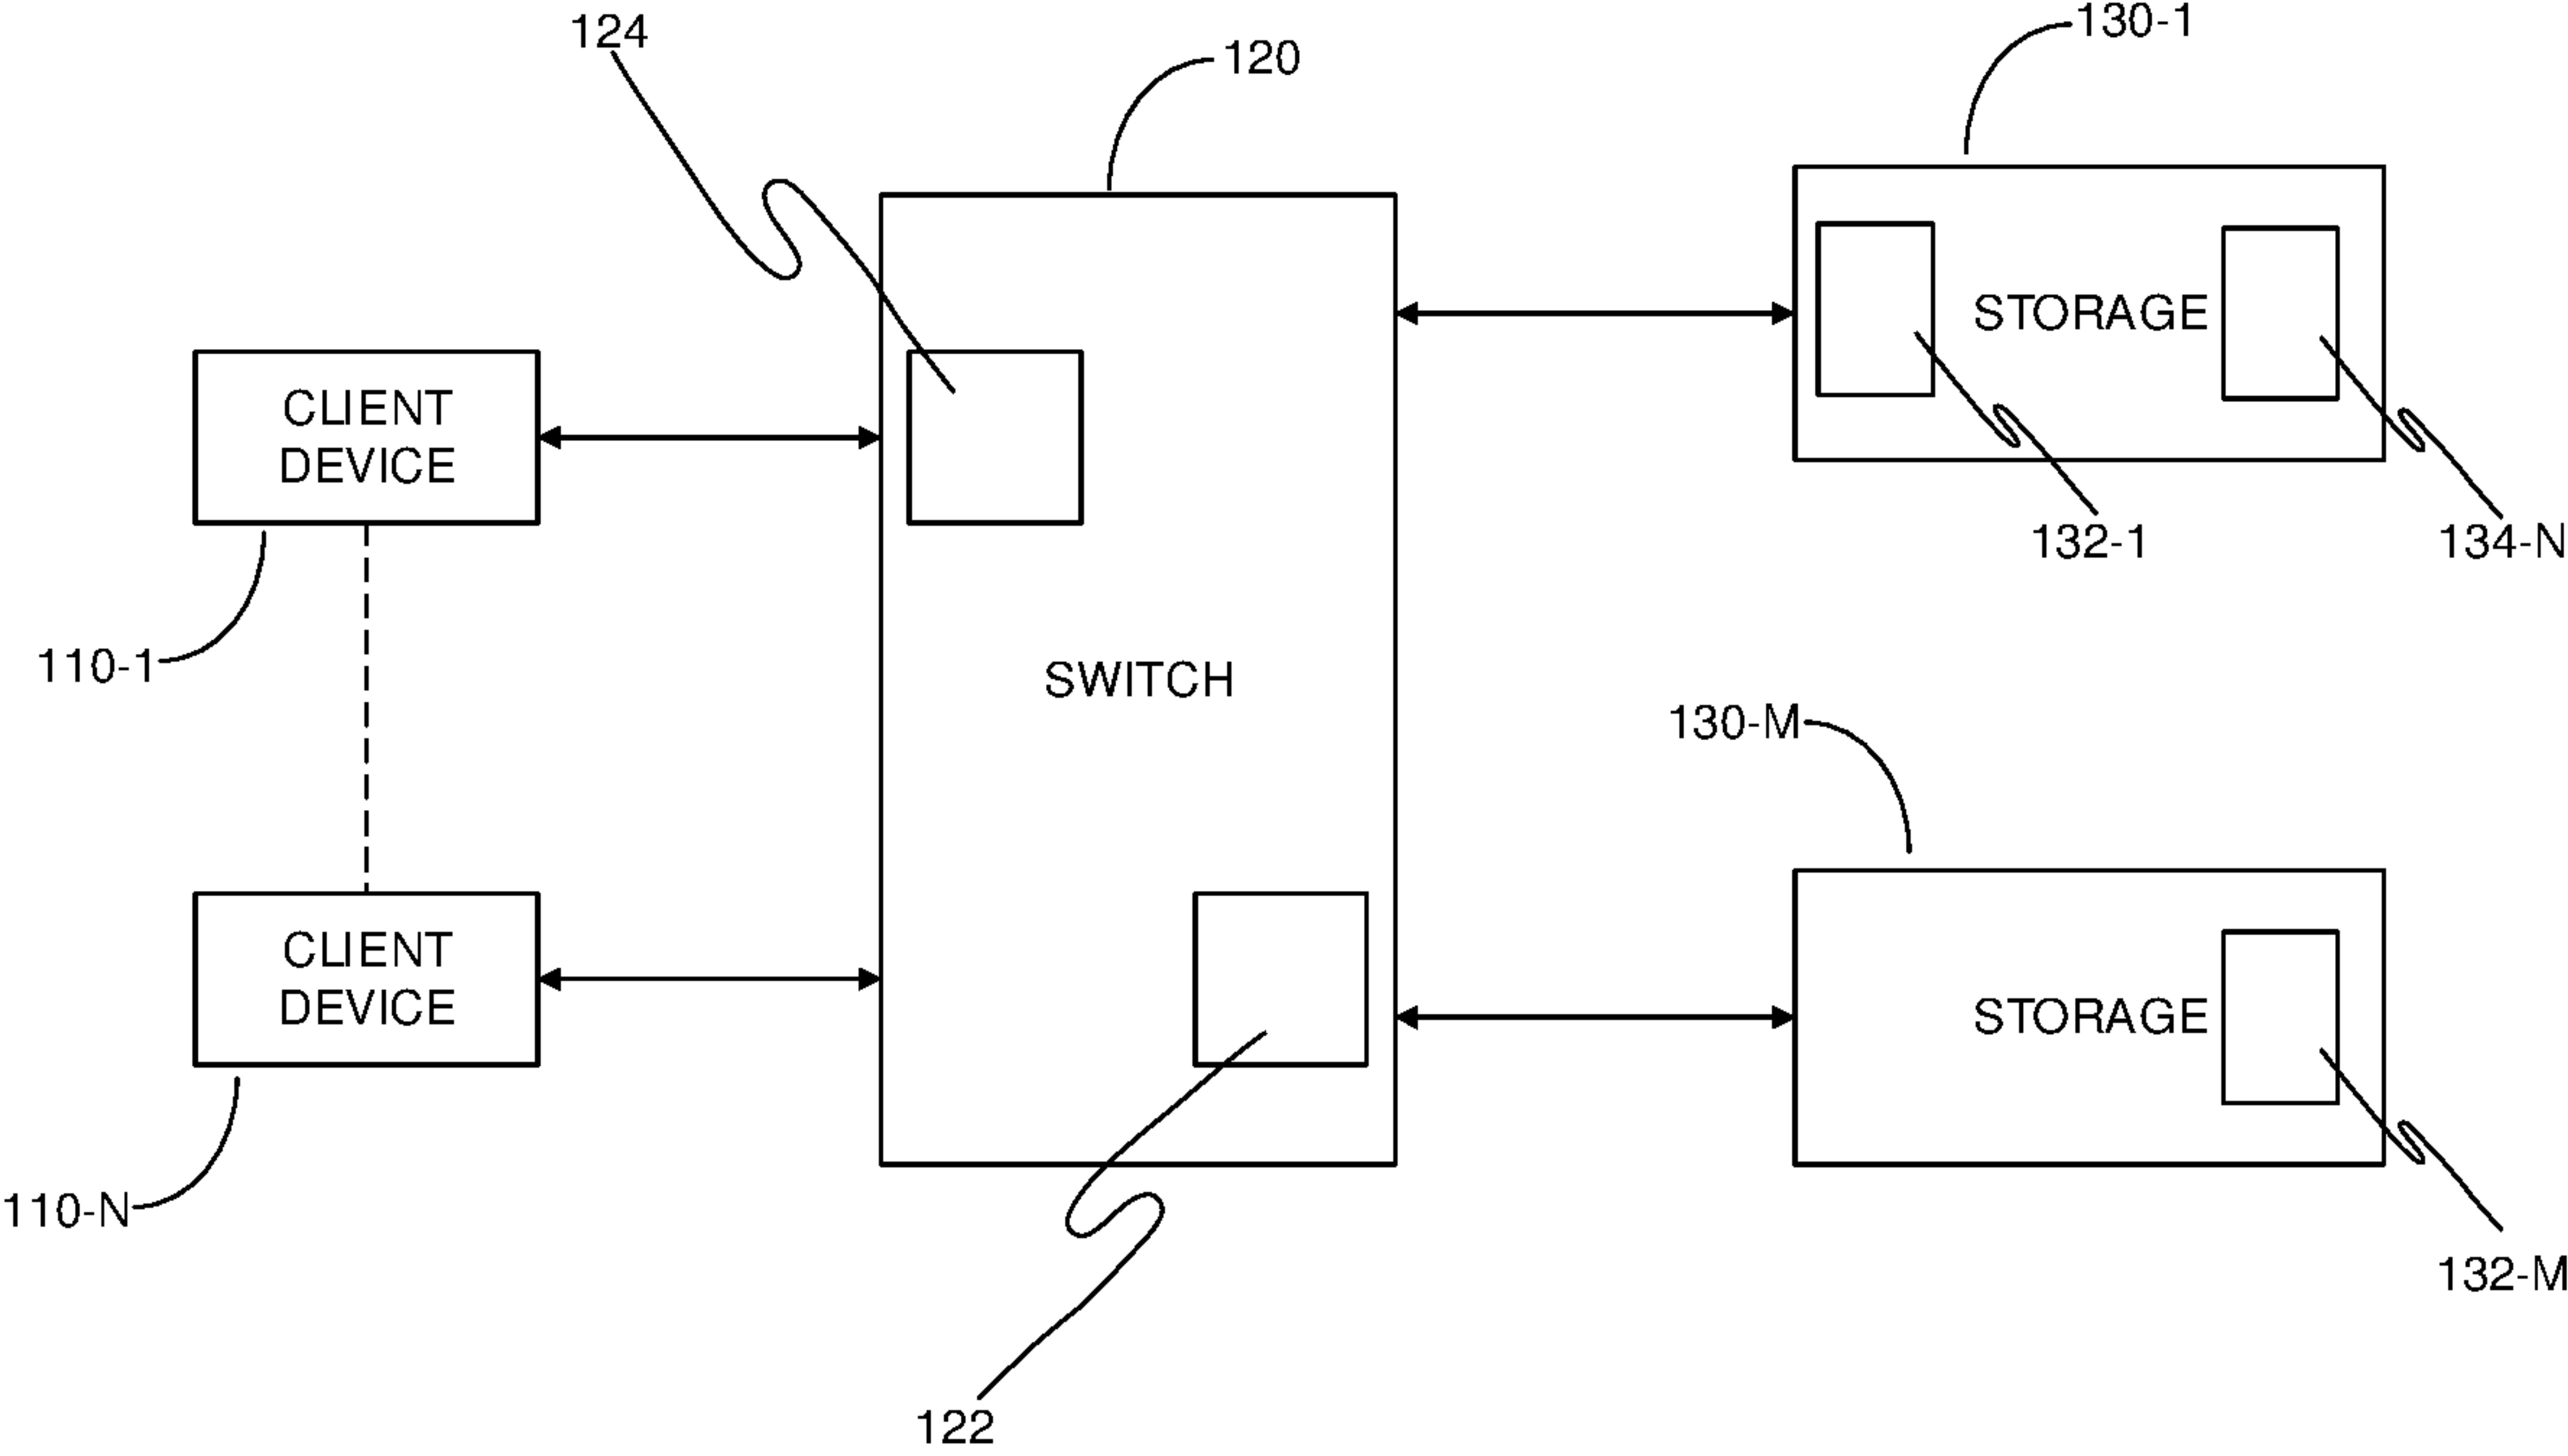 130-1
124
120
STORAGE
CLIENT
DEVICE
132-1
134-N
110-1
SWITCH
130-M
CLIENT
DEVICE
STORAGE
110-N
132-M
122